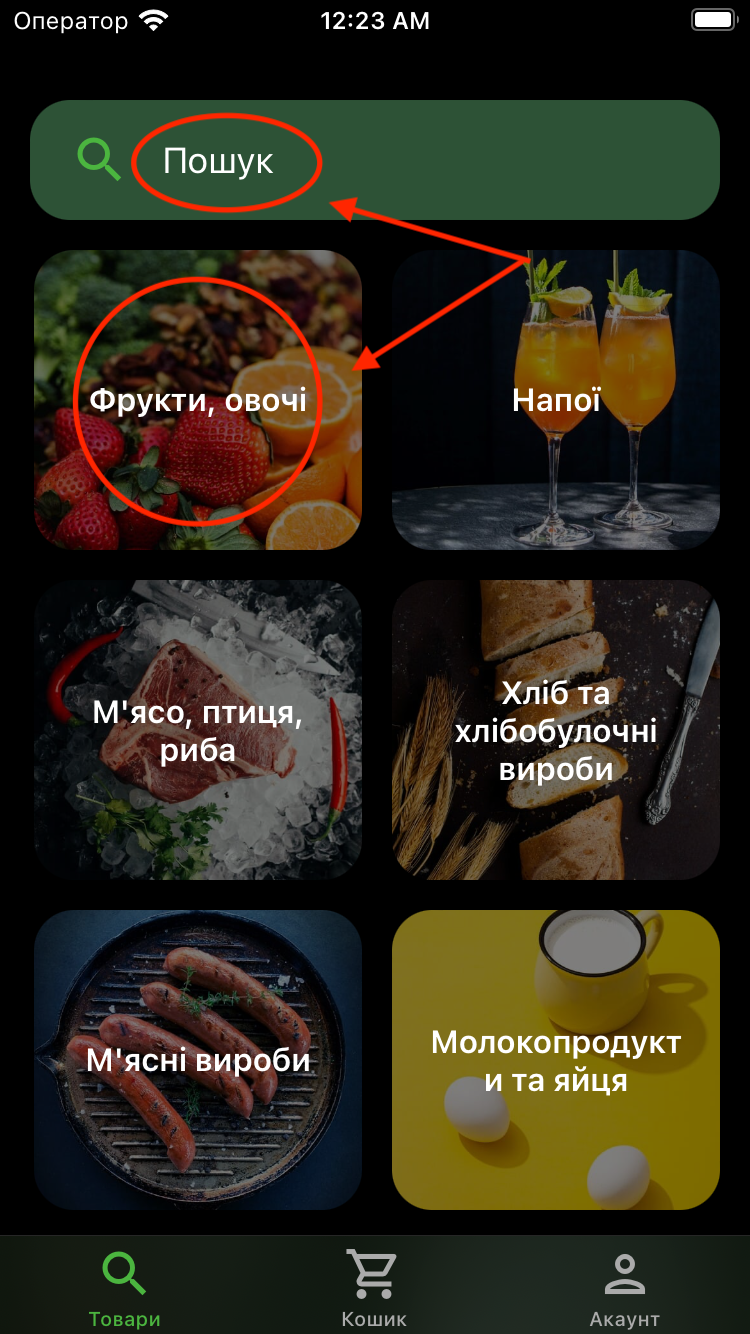 Оператор 12:23 AM
Пошук
Фрукти, овочі
Напої
М'ясо, птиця,
риба
Хліб та
хлібобулочні
вироби
М'ясні вироби
Молокопродукт
и та яйця
Товари
Кошик
Акаунт